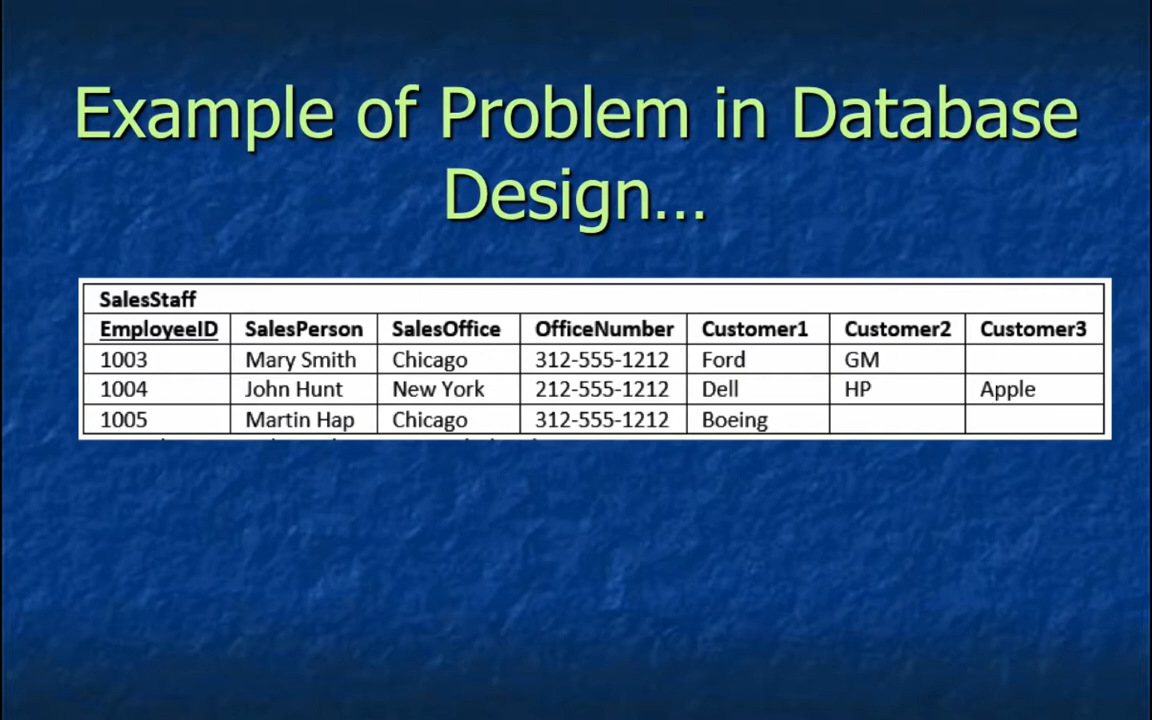 Example of Problem in Database
Design...
SalesStaff
EmployeeID SalesPerson SalesOffice OfficeNumber Customer1 Customer2 Customer3
1003 Mary Smith Chicago 312-555-1212 Ford GM
1004 John Hunt New York 212-555-1212 Dell HP Apple
1005 Martin Hap Chicago 312-555-1212 Boeing